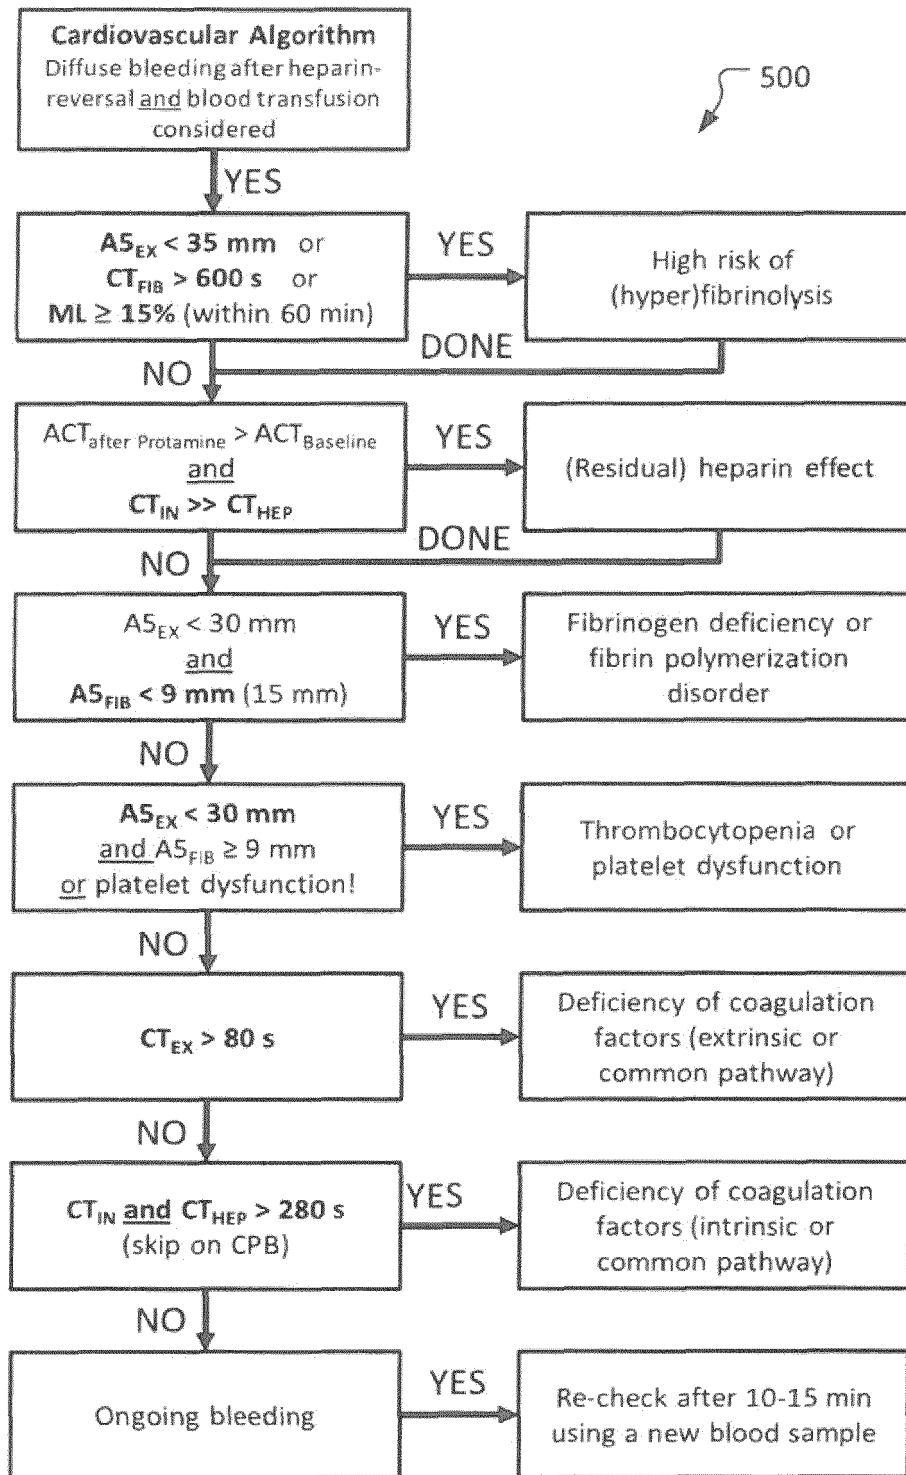 Cardiovascular Algorithm
Diffuse bleeding after heparin-
reversal and blood transfusion
considered
500
YES
A5EX < 35 mm or
CTFIB > 600 s or
ML ≥ 15% (within 60 min)
YES
High risk of
(hyper)fibrinolysis
DONE
NO
ACTafter Protamine > ACTBaseline
and
CTIN >> CTHEP
YES
(Residual) heparin effect
DONE
NO
A5EX < 30 mm
and
A5FIB < 9 mm (15 mm)
YES
Fibrinogen deficiency or
fibrin polymerization
disorder
NO
A5EX < 30 mm
and A5FIB ≥ 9 mm
or platelet dysfunction!
YES
Thrombocytopenia or
platelet dysfunction
NO
CTEX > 80 s
YES
Deficiency of coagulation
factors (extrinsic or
common pathway)
NO
CTIN and CTHEP > 280 s
(skip on CPB)
YES
Deficiency of coagulation
factors (intrinsic or
common pathway)
NO
Ongoing bleeding
YES
Re-check after 10-15 min
using a new blood sample